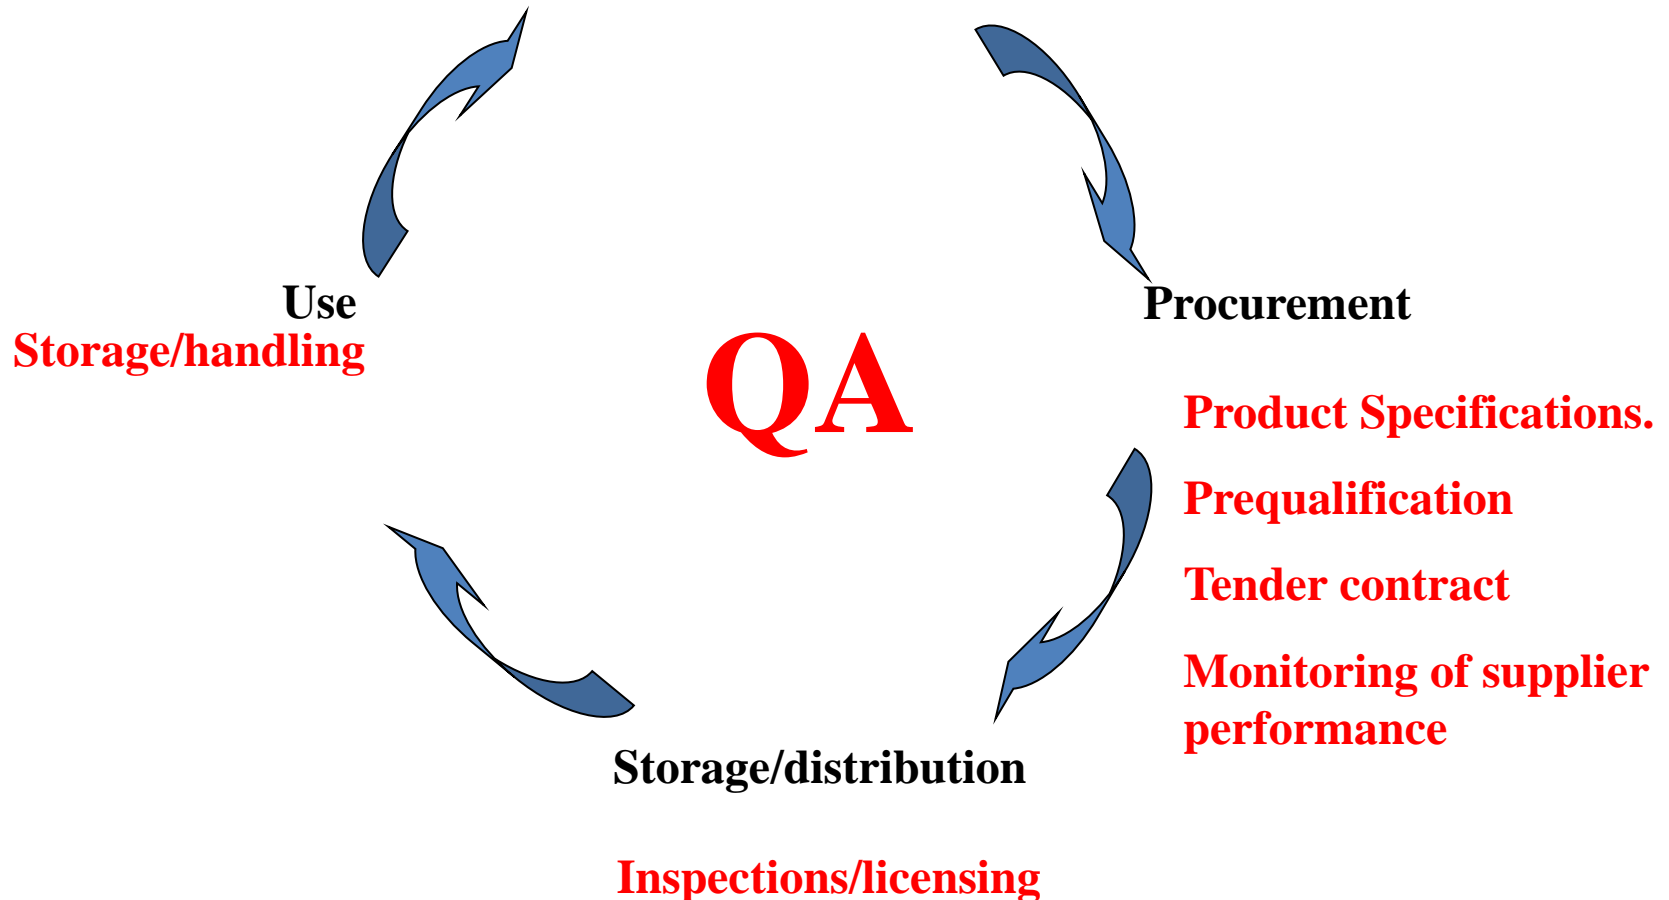 Use
Storage/handling
QA
Procurement
Product Specifications.
Prequalification
Tender contract
Monitoring of supplier
performance
Storage/distribution
Inspections/licensing